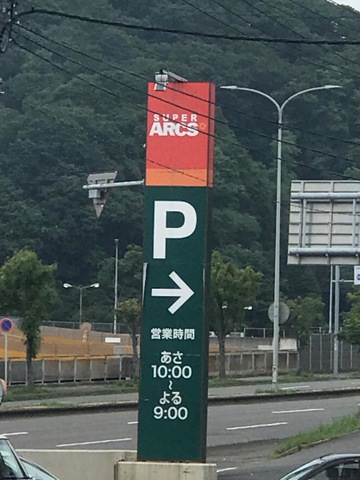 SUPER
ARCS
P
→
営業時間
あさ
10:00
～
よる
9:00